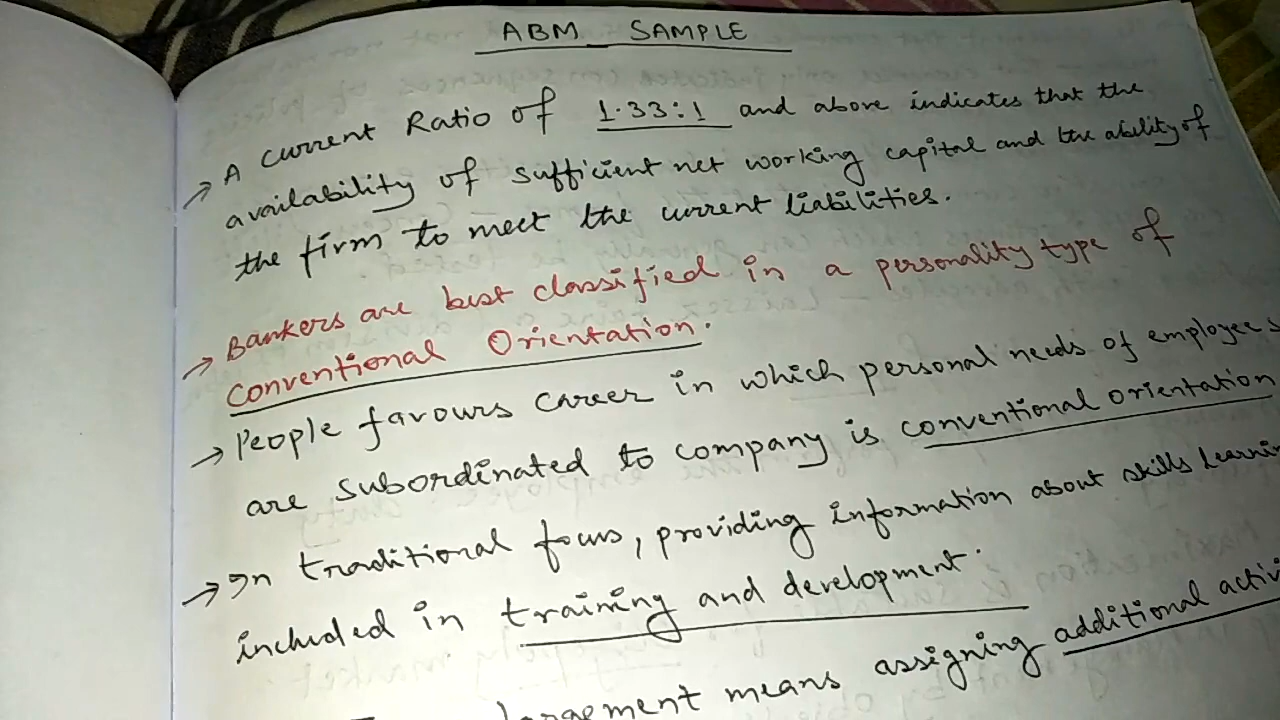 ABM SAMPLE
→ A current Ratio of 1.33:1 and above indicates that the
availability of sufficient net working capital and the ability of
the firm to meet the current liabilities.
→ Bankers are best classified in a personality type of
conventional Orientation.
→ People favours career in which personal needs of employees
are subordinated to company is conventional orientation
→ In traditional focus, providing information about skills learnin
included in training and development.
largement means assigning additional activi